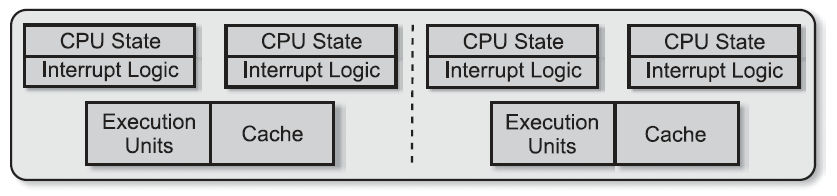 CPU State
Interrupt Logic
CPU State
Interrupt Logic
CPU State
Interrupt Logic
CPU State
Interrupt Logic
Execution
Units
Cache
Execution
Units
Cache